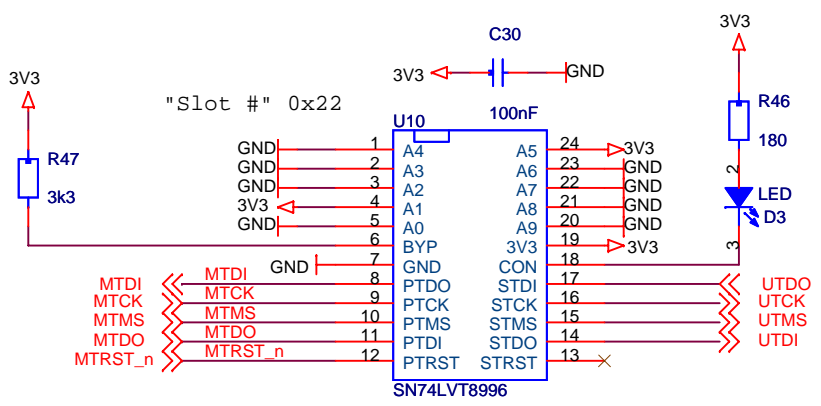 C30
3V3
3V3
3V3
GND
"Slot #" 0x22
100nF
R46
180
U10
R47
3k3
GND 1 A4 A5 24 3V3
GND 2 A3 A6 23 GND
GND 3 A2 A7 22 GND
3V3 4 A1 A8 21 GND
GND 5 A0 A9 20 GND
6 BYP 3V3 19 3V3
GND 7 GND CON 18
MTDI MTDI 8 PTDO STDI 17 UTDO
MTCK MTCK 9 PTCK STCK 16 UTCK
MTMS MTMS 10 PTMS STMS 15 UTMS
MTDO MTDO 11 PTDI STDO 14 UTDI
MTRST_n MTRST_n 12 PTRST STRST 13
2
LED
D3
3
SN74LVT8996